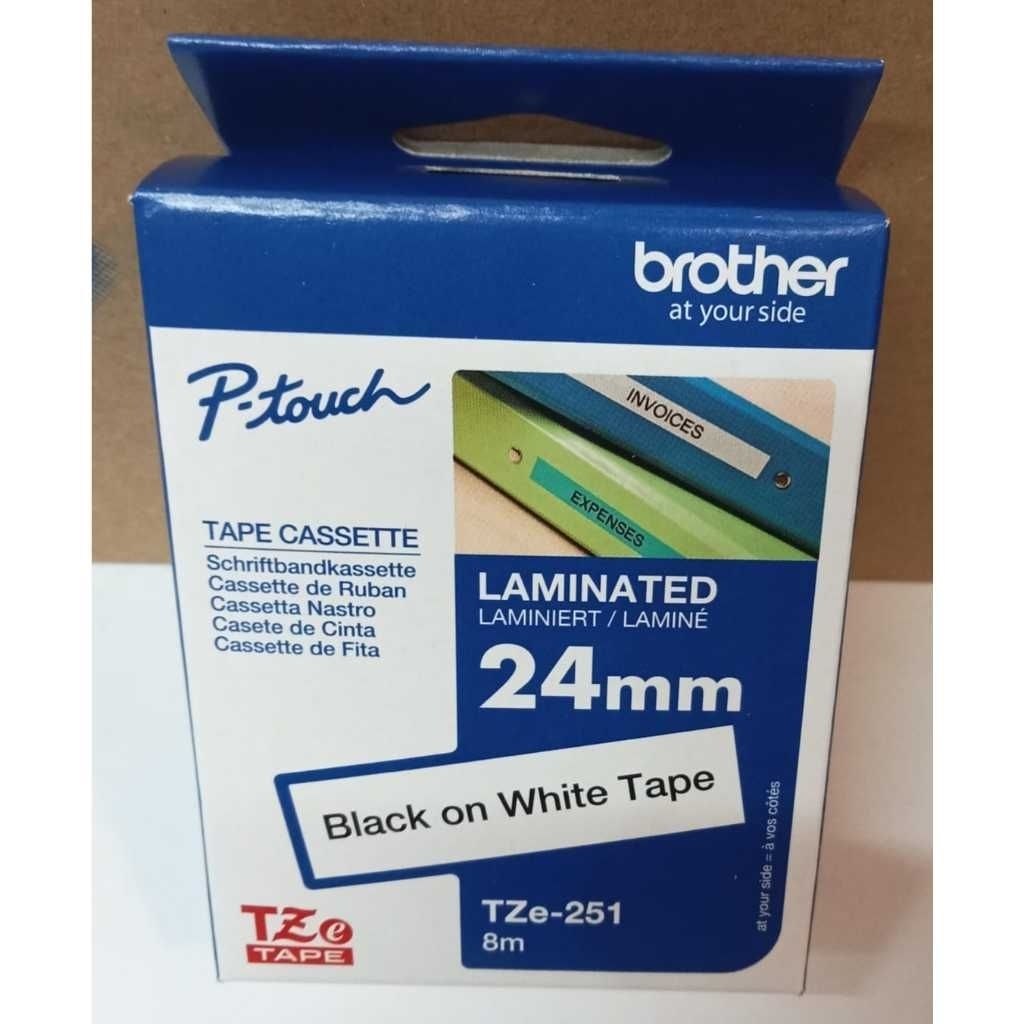 brother
at your side
P-touch
INVOICES
EXPENSES
TAPE CASSETTE
Schriftbandkassette
Cassette de Ruban
Cassetta Nastro
Casete de Cinta
Cassette de Fita
LAMINATED
LAMINIERT / LAMINÉ
24mm
Black on White Tape
TZe-251
8m
TZe
TAPE
at your side = à vos côtés